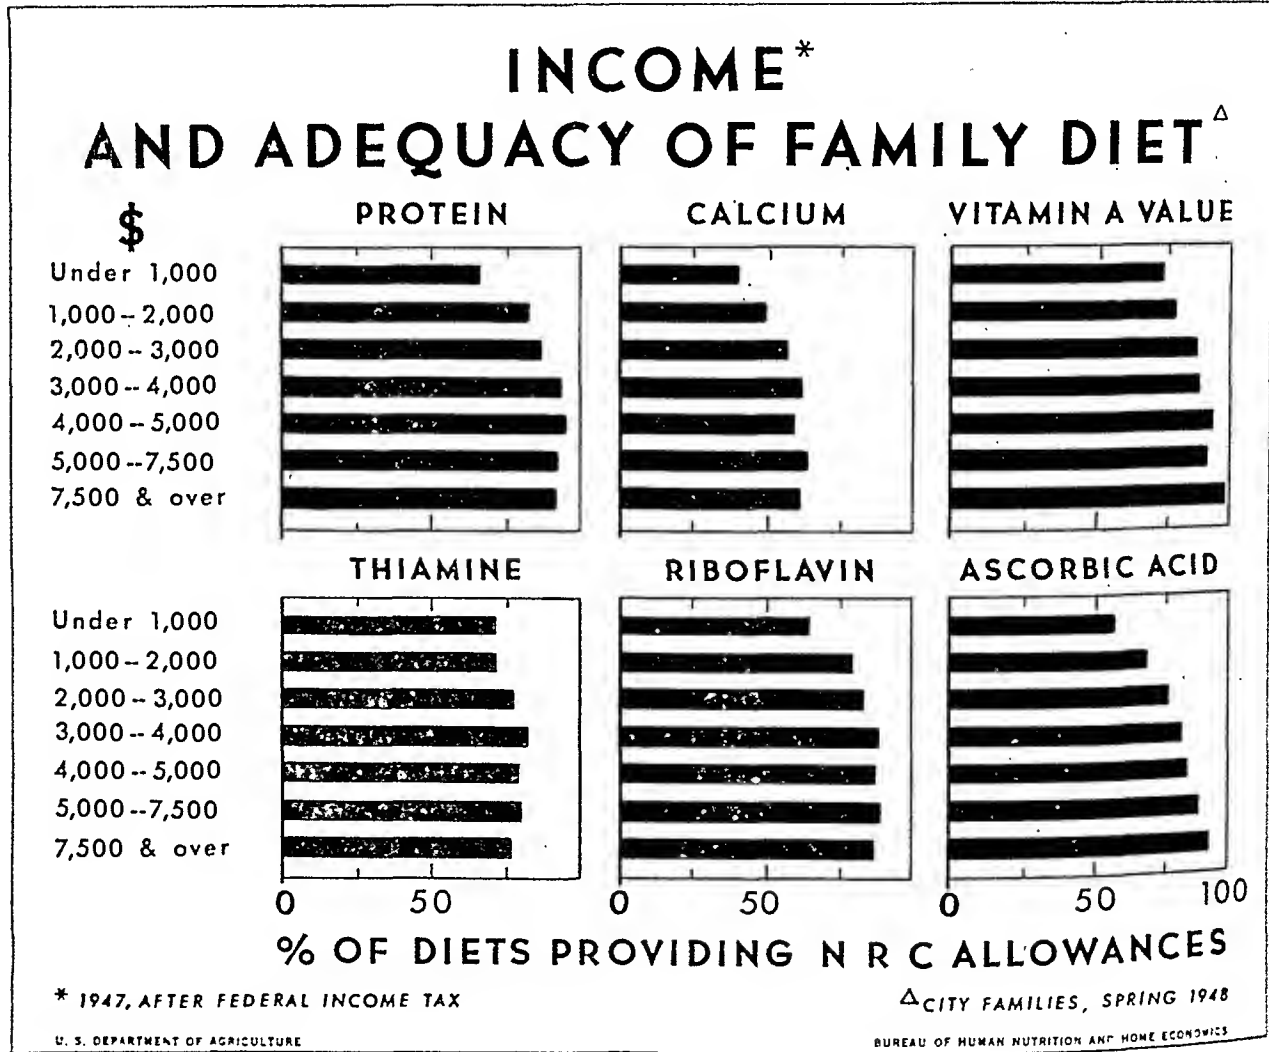 INCOME*
AND ADEQUACY OF FAMILY DIET△
$ PROTEIN CALCIUM VITAMIN A VALUE
Under 1,000
1,000--2,000
2,000--3,000
3,000--4,000
4,000--5,000
5,000--7,500
7,500 & over
THIAMINE RIBOFLAVIN ASCORBIC ACID
Under 1,000
1,000--2,000
2,000--3,000
3,000--4,000
4,000--5,000
5,000--7,500
7,500 & over
0 50 0 50 0 50 100
% OF DIETS PROVIDING N R C ALLOWANCES
* 1947, AFTER FEDERAL INCOME TAX △CITY FAMILIES, SPRING 1948
U. S. DEPARTMENT OF AGRICULTURE BUREAU OF HUMAN NUTRITION AND HOME ECONOMICS